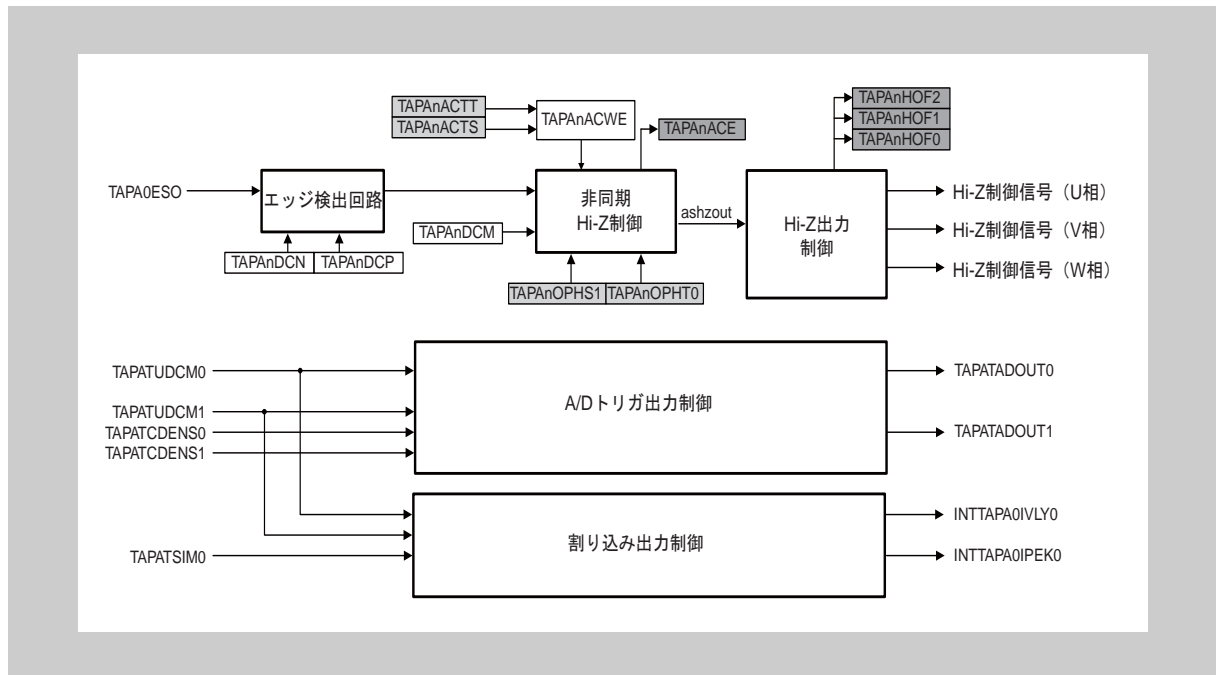 TAPAnACTT
TAPAnACTS
TAPAnACWE
TAPAnACE
TAPAnHOF2
TAPAnHOF1
TAPAnHOF0
TAPA0ESO
エッジ検出回路
TAPAnDCN
TAPAnDCP
TAPAnDCM
非同期
Hi-Z制御
TAPAnOPHS1
TAPAnOPHT0
ashzout
Hi-Z出力
制御
Hi-Z制御信号（U相）
Hi-Z制御信号（V相）
Hi-Z制御信号（W相）
TAPATUDCM0
TAPATUDCM1
TAPATCDENS0
TAPATCDENS1
A/Dトリガ出力制御
TAPATADOUT0
TAPATADOUT1
TAPATSIM0
割り込み出力制御
INTTAPA0IVLY0
INTTAPA0IPEK0